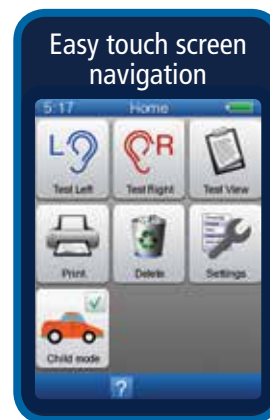 Easy touch screen
navigation
5:17 Home
L R
Test Left Test Right Test View
Print Delete Settings
Child mode
?